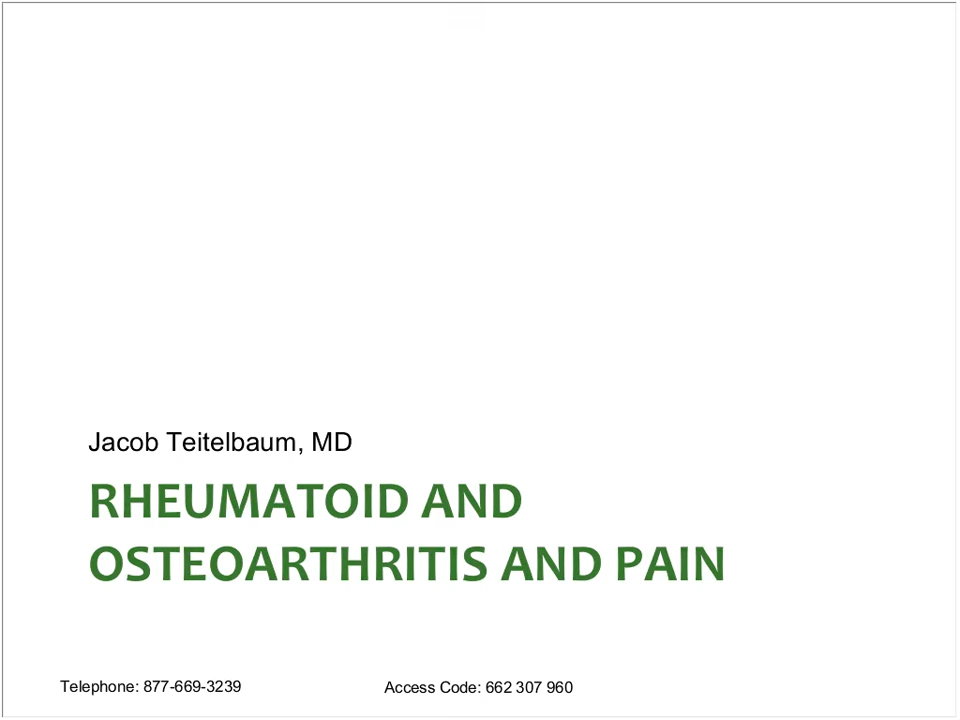 Jacob Teitelbaum, MD
RHEUMATOID AND
OSTEOARTHRITIS AND PAIN
Telephone: 877-669-3239
Access Code: 662 307 960